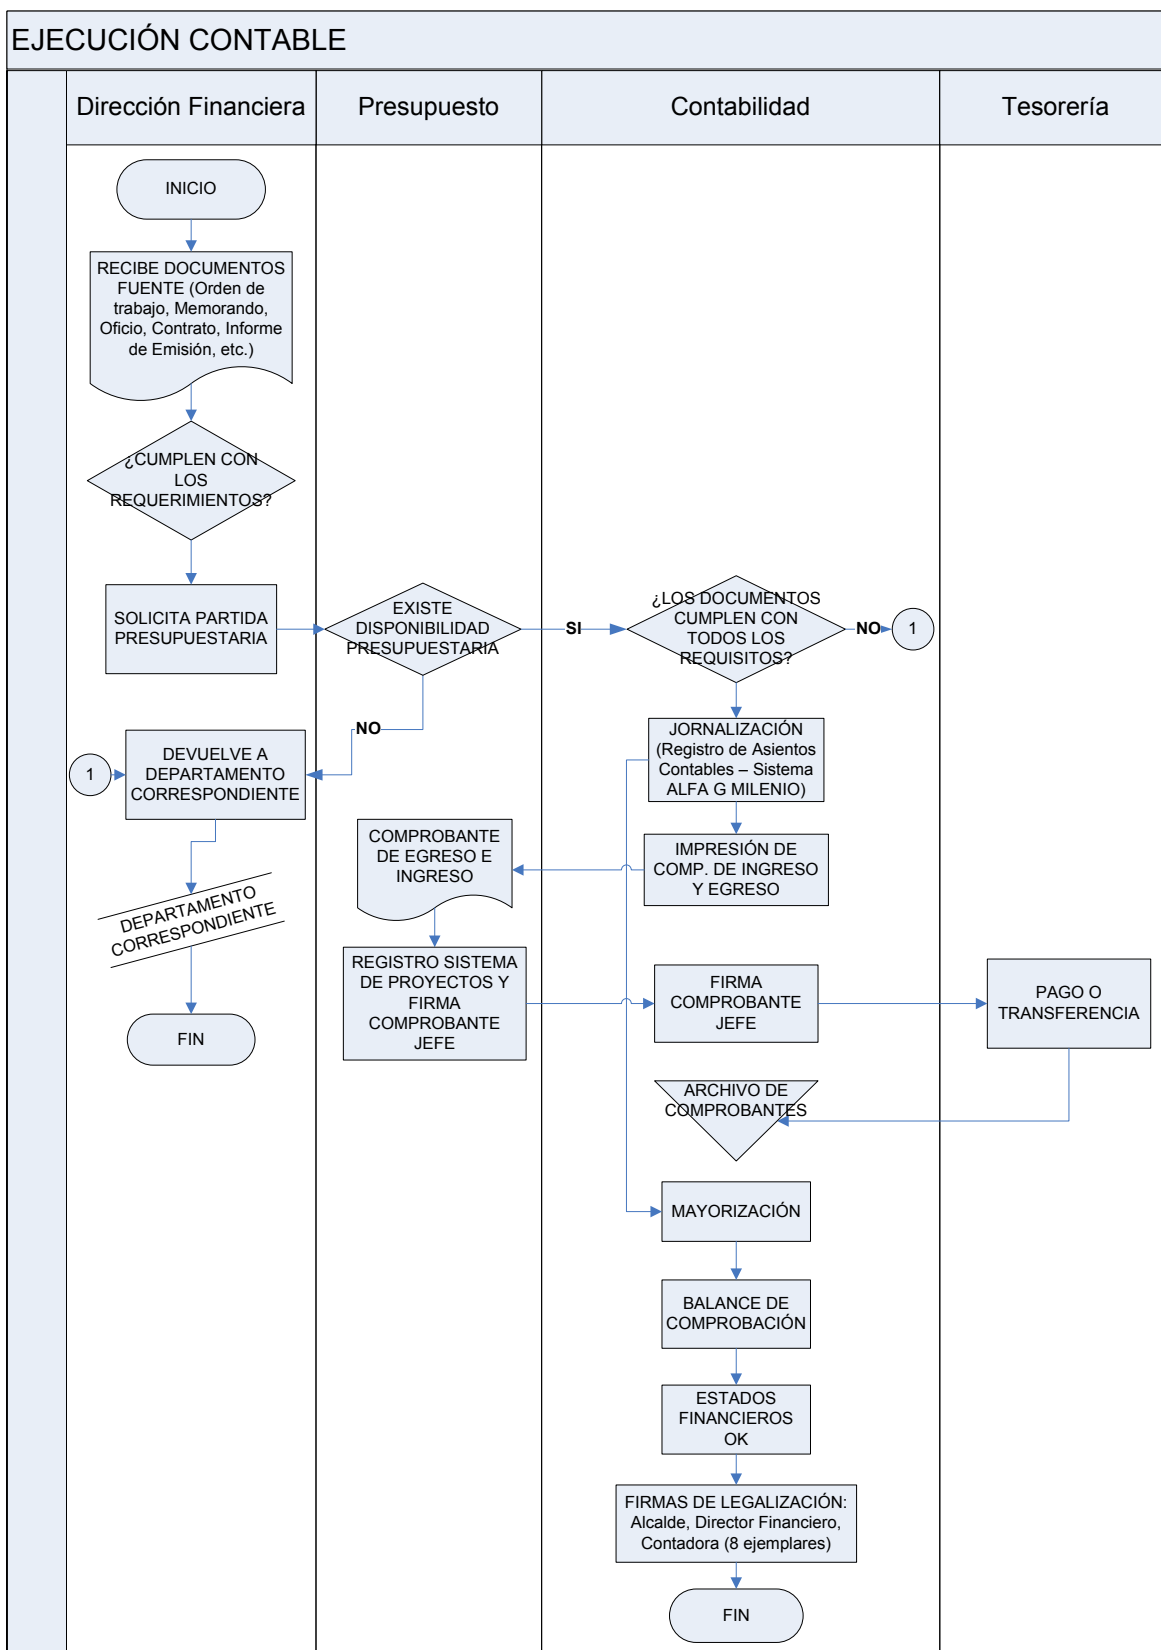 EJECUCIÓN CONTABLE
Dirección Financiera
Presupuesto
Contabilidad
Tesorería
INICIO
RECIBE DOCUMENTOS
FUENTE (Orden de
trabajo, Memorando,
Oficio, Contrato, Informe
de Emisión, etc.)
¿CUMPLEN CON
LOS
REQUERIMIENTOS?
SOLICITA PARTIDA
PRESUPUESTARIA
EXISTE
DISPONIBILIDAD
PRESUPUESTARIA
SI
¿LOS DOCUMENTOS
CUMPLEN CON
TODOS LOS
REQUISITOS?
NO
1
NO
1
DEVUELVE A
DEPARTAMENTO
CORRESPONDIENTE
JORNALIZACIÓN
(Registro de Asientos
Contables – Sistema
ALFA G MILENIO)
COMPROBANTE
DE EGRESO E
INGRESO
IMPRESIÓN DE
COMP. DE INGRESO
Y EGRESO
DEPARTAMENTO
CORRESPONDIENTE
REGISTRO SISTEMA
DE PROYECTOS Y
FIRMA
COMPROBANTE
JEFE
FIRMA
COMPROBANTE
JEFE
PAGO O
TRANSFERENCIA
FIN
ARCHIVO DE
COMPROBANTES
MAYORIZACIÓN
BALANCE DE
COMPROBACIÓN
ESTADOS
FINANCIEROS
OK
FIRMAS DE LEGALIZACIÓN:
Alcalde, Director Financiero,
Contadora (8 ejemplares)
FIN